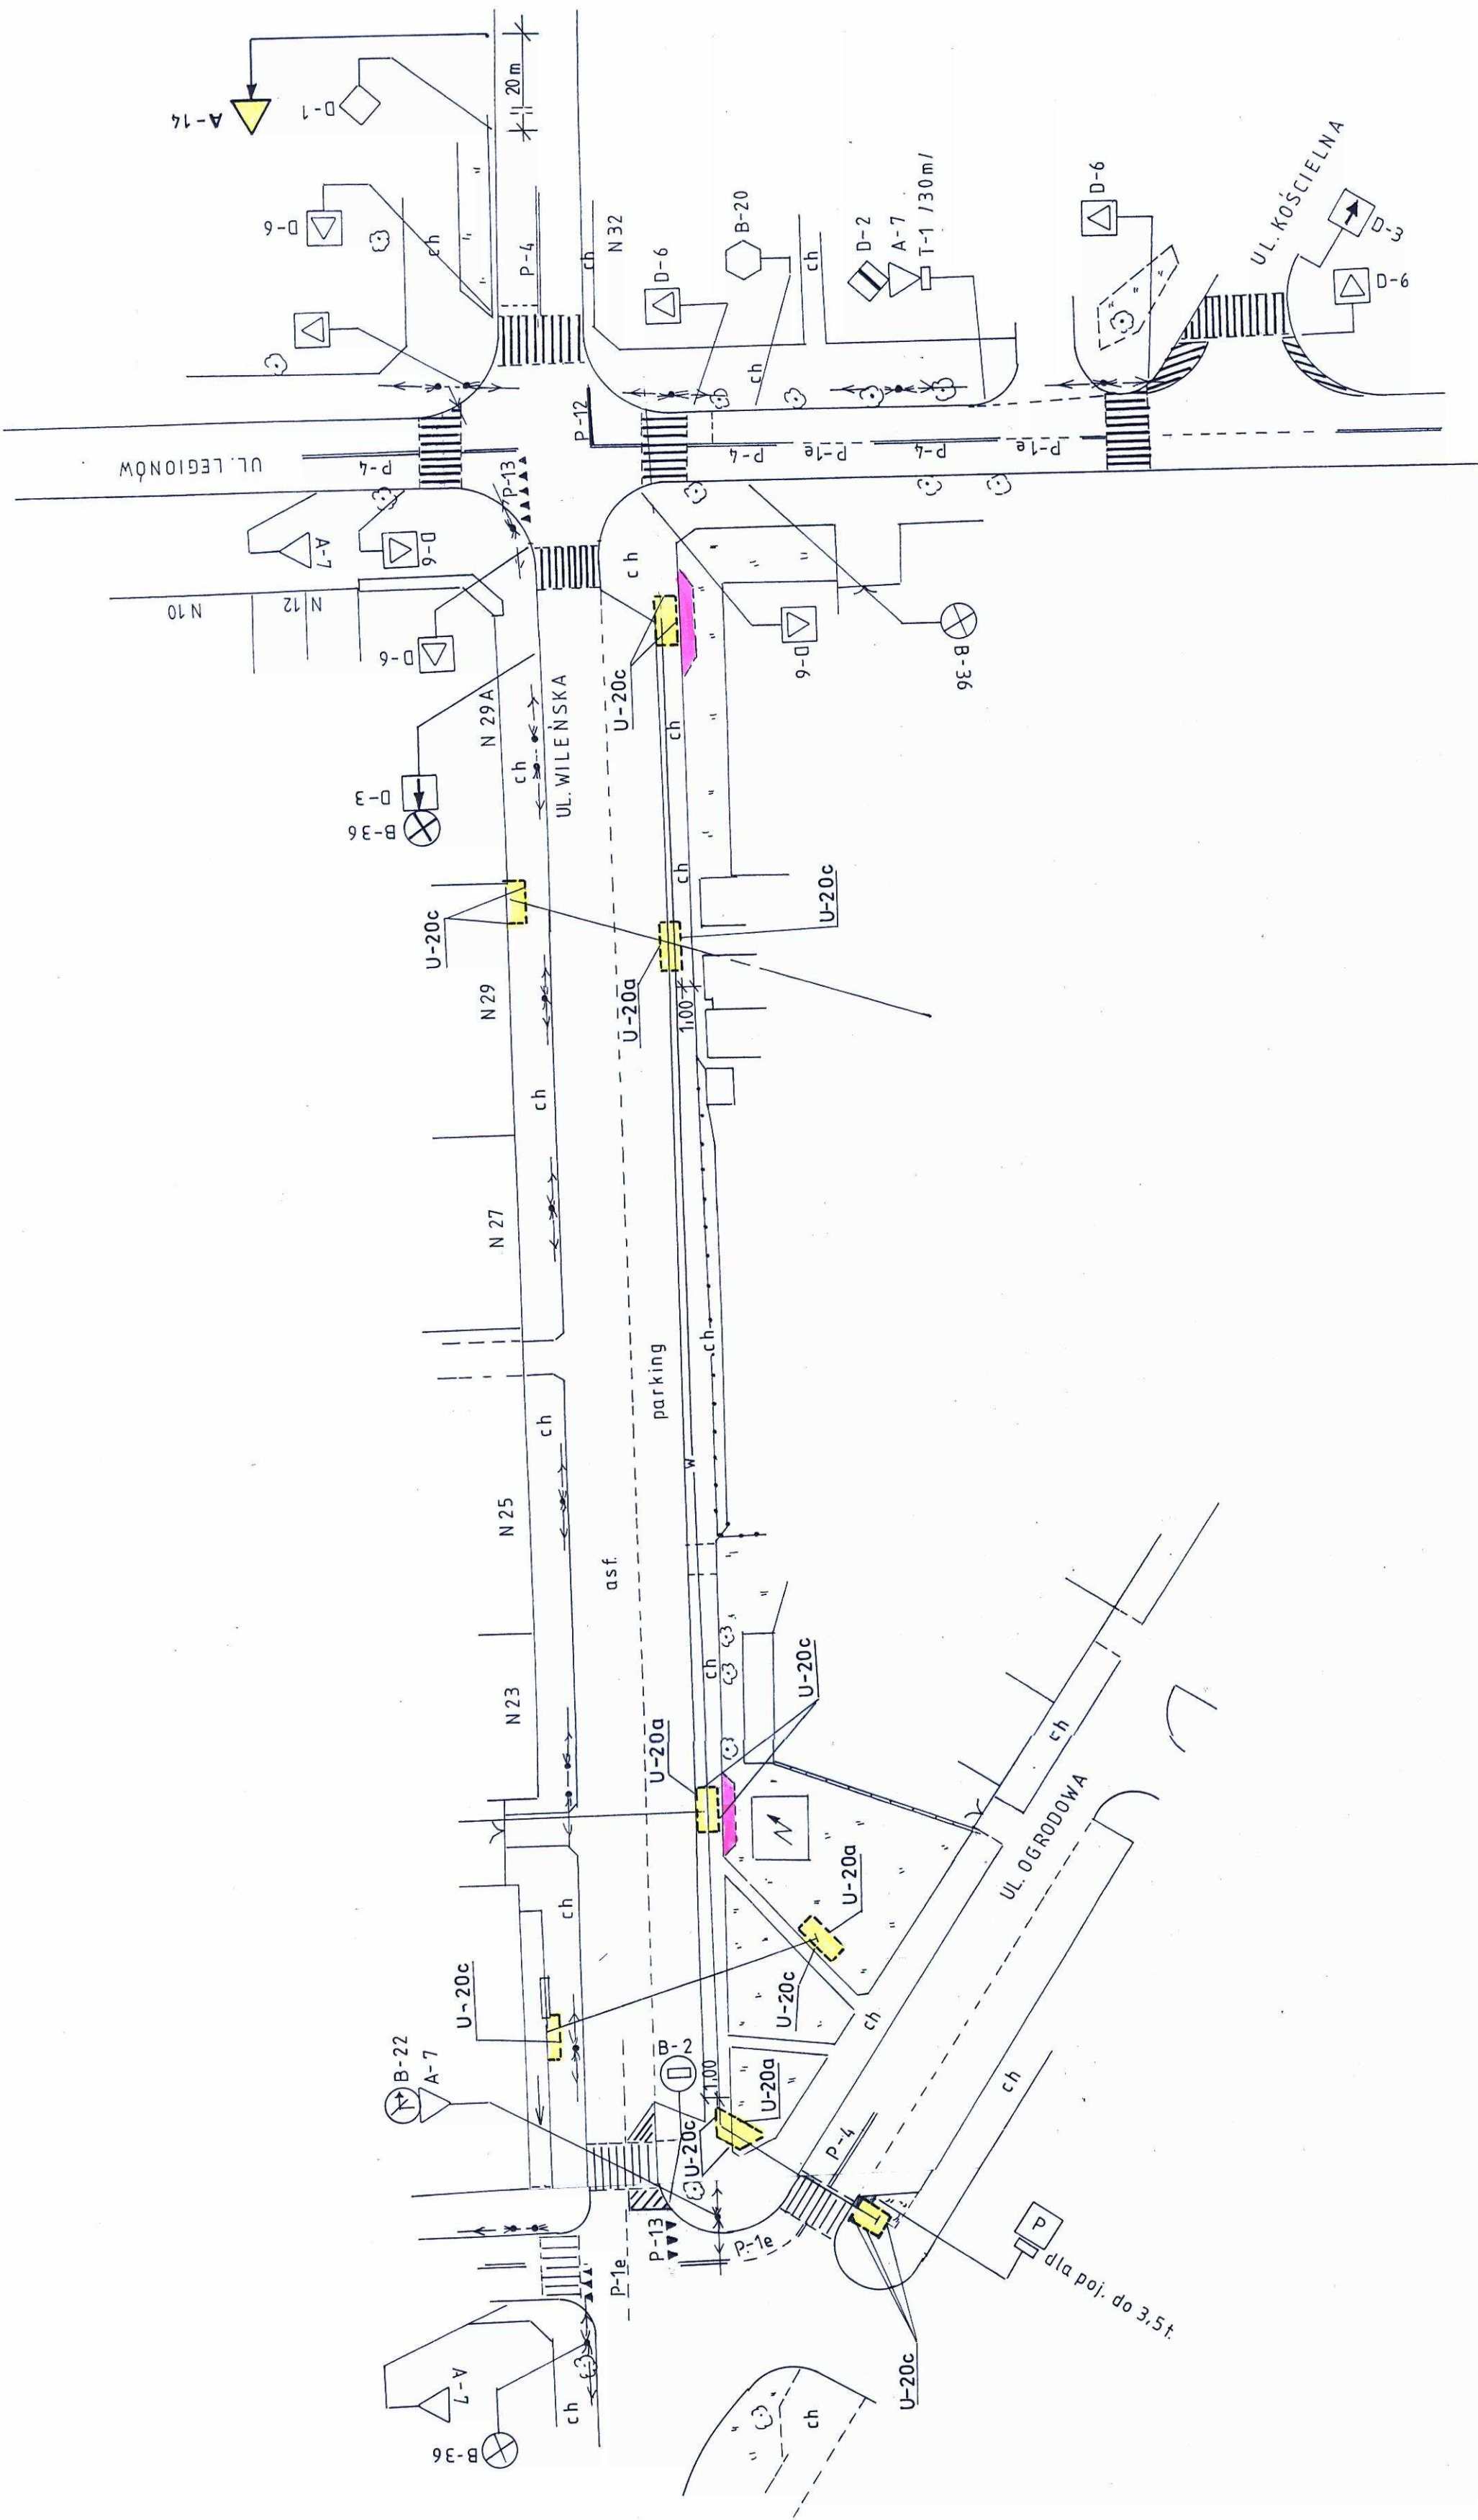 A-14
D-1
20m
D-6
ch
P-4
ch
N 32
D-6
B-20
ch
D-2
A-7
T-1 /30m/
D-6
UL. KOŚCIELNA
D-3
D-6
ch
UL. LEGIONÓW
P-4
P-12
P-13
P-4
P-1e
P-4
P-1e
A-7
D-6
N 10
N 12
D-6
ch
U-20c
D-6
B-36
N 29A
UL. WILEŃSKA
ch
ch
D-3
B-36
U-20c
ch
U-20c
N 29
U-20a
1,00
ch
N 27
parking
ch
ch
w
N 25
asf.
N 23
ch
U-20c
U-20a
ch
UL. OGRODOWA
ch
U-20a
U-20c
U-20c
ch
B-22
A-7
B-2
1,00
U-20a
U-20c
P-4
ch
P-13
P-1e
P-1e
P
dla poj. do 3,5t.
A-7
B-36
ch
ch
U-20c